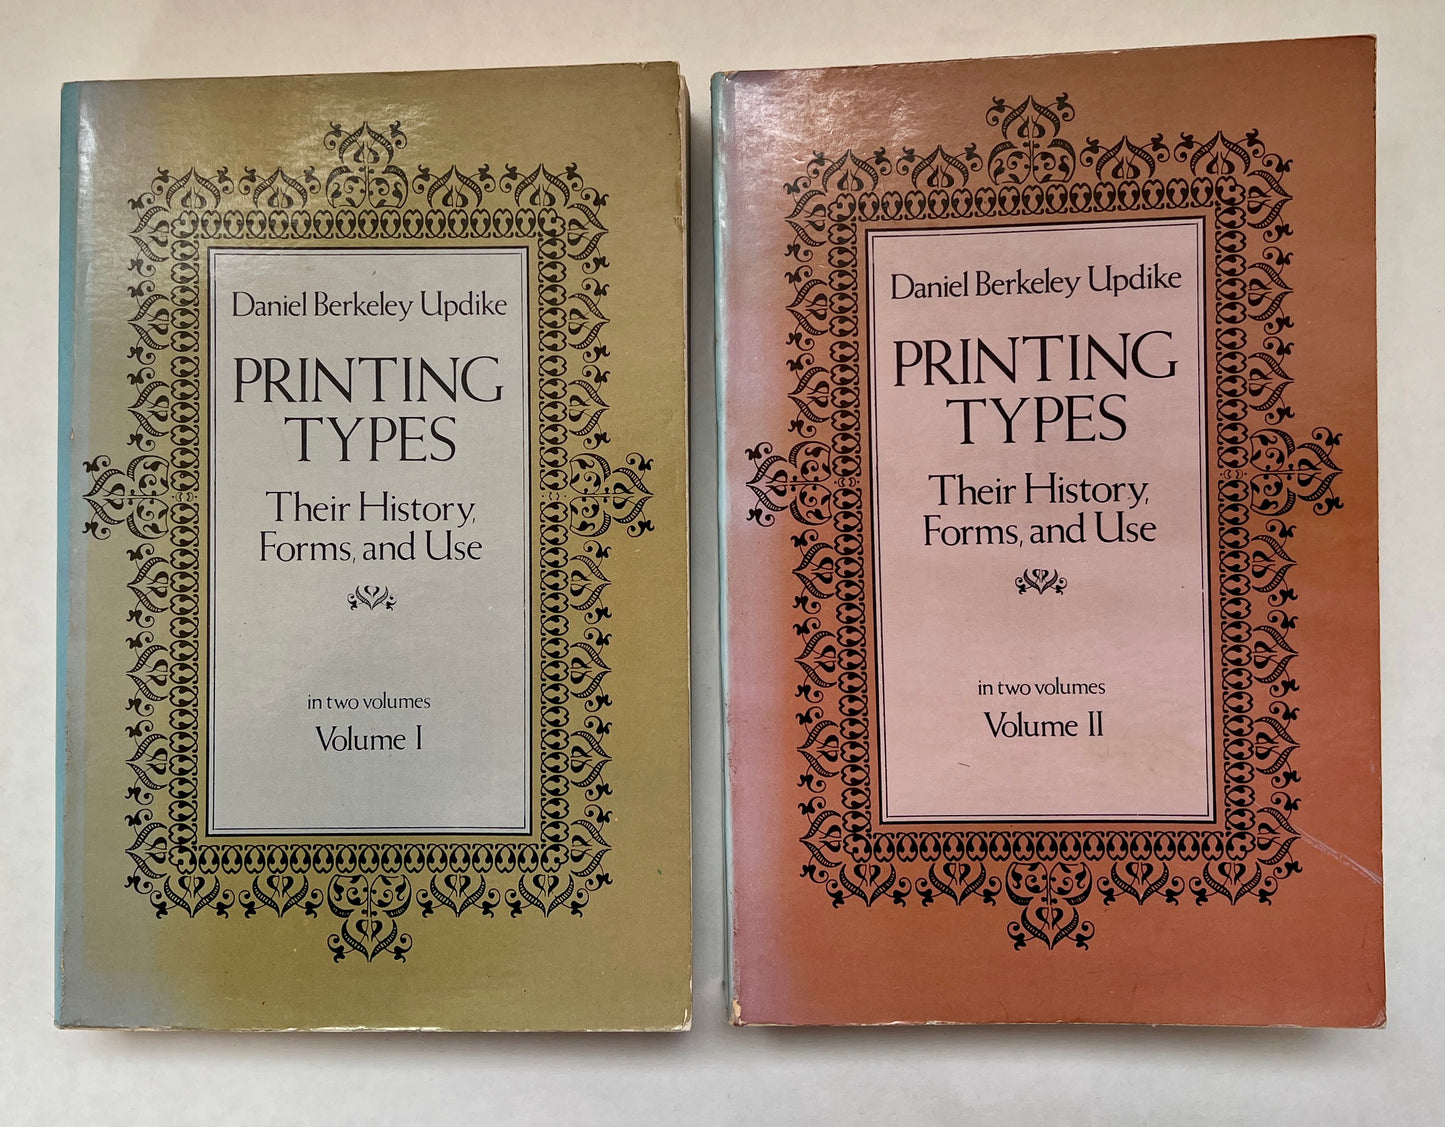 Daniel Berkeley Updike
PRINTING
TYPES
Their History,
Forms, and Use
in two volumes
Volume I
Daniel Berkeley Updike
PRINTING
TYPES
Their History,
Forms, and Use
in two volumes
Volume II